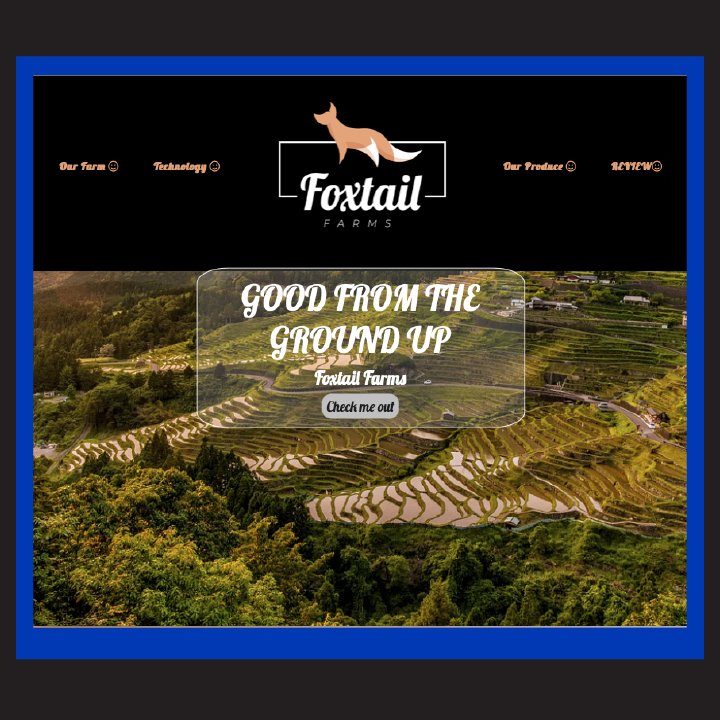 Our Farm ☺
Technology ☺
Foxtail
FARMS
Our Produce ☺
REVIEW☺
GOOD FROM THE
GROUND UP
Foxtail Farms
Check me out